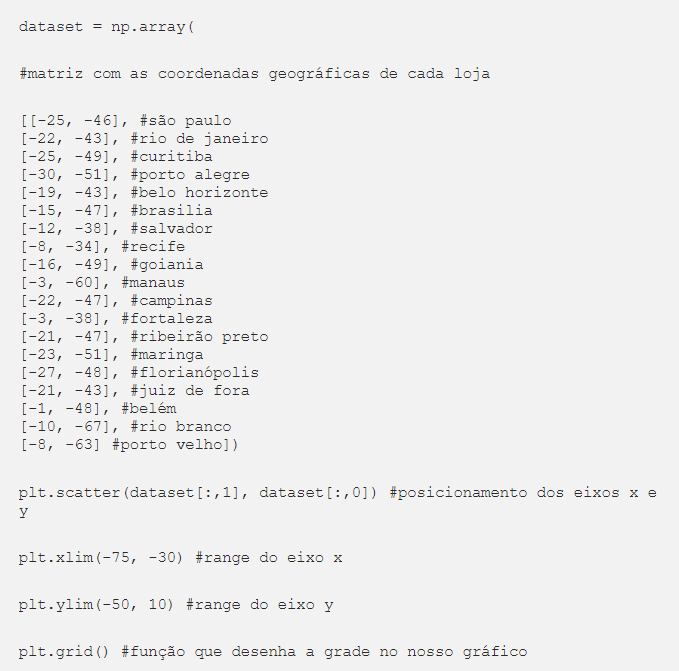 dataset = np.array(
#matriz com as coordenadas geográficas de cada loja
[[-25, -46], #são paulo
[-22, -43], #rio de janeiro
[-25, -49], #curitiba
[-30, -51], #porto alegre
[-19, -43], #belo horizonte
[-15, -47], #brasilia
[-12, -38], #salvador
[-8, -34], #recife
[-16, -49], #goiania
[-3, -60], #manaus
[-22, -47], #campinas
[-3, -38], #fortaleza
[-21, -47], #ribeirão preto
[-23, -51], #maringa
[-27, -48], #florianópolis
[-21, -43], #juiz de fora
[-1, -48], #belém
[-10, -67], #rio branco
[-8, -63] #porto velho])
plt.scatter(dataset[:,1], dataset[:,0]) #posicionamento dos eixos x e
y
plt.xlim(-75, -30) #range do eixo x
plt.ylim(-50, 10) #range do eixo y
plt.grid() #função que desenha a grade no nosso gráfico